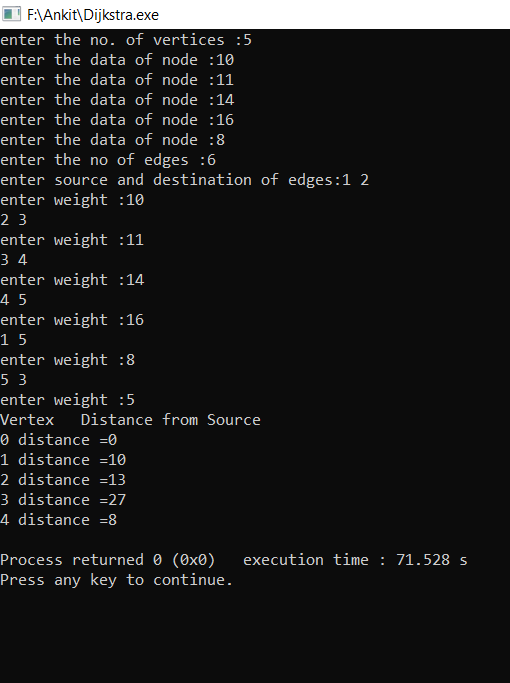 F:\Ankit\Dijkstra.exe
enter the no. of vertices :5
enter the data of node :10
enter the data of node :11
enter the data of node :14
enter the data of node :16
enter the data of node :8
enter the no of edges :6
enter source and destination of edges:1 2
enter weight :10
2 3
enter weight :11
3 4
enter weight :14
4 5
enter weight :16
1 5
enter weight :8
5 3
enter weight :5
Vertex   Distance from Source
0 distance =0
1 distance =10
2 distance =13
3 distance =27
4 distance =8
Process returned 0 (0x0)   execution time : 71.528 s
Press any key to continue.